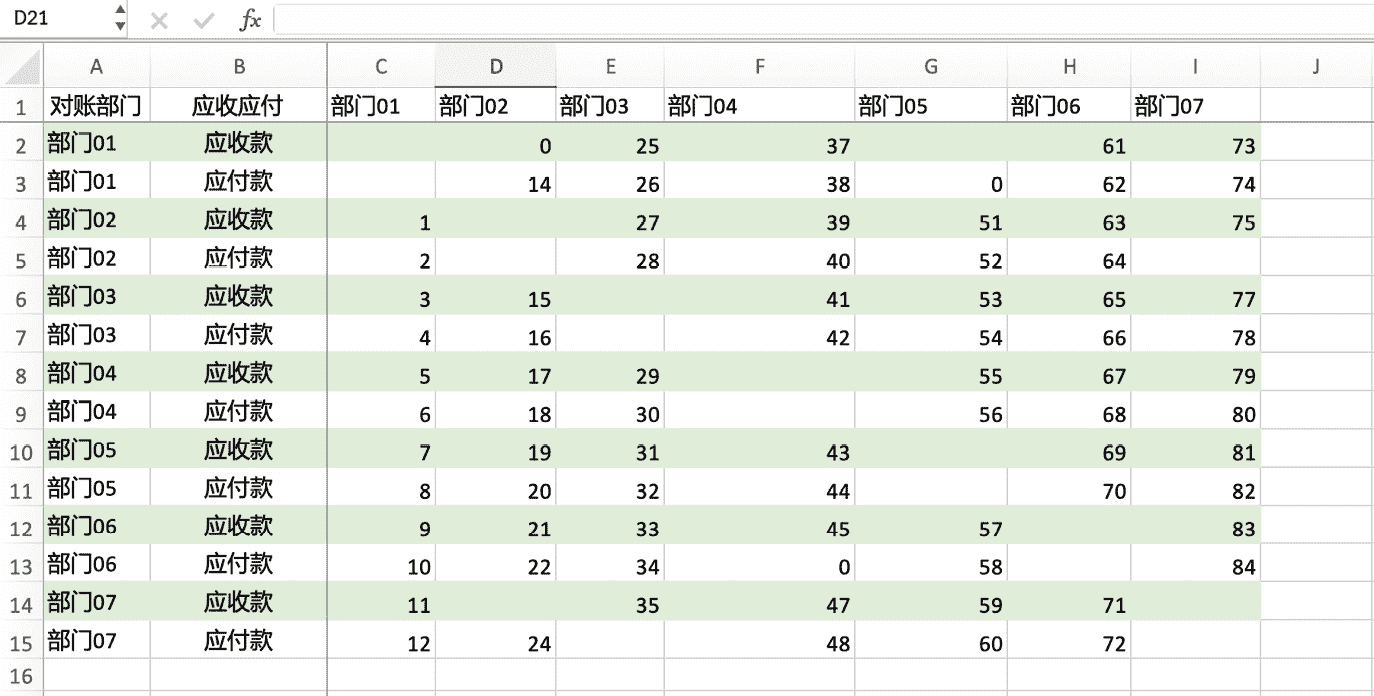 D21 fx
A B C D E F G H I J
1 对账部门 应收应付 部门01 部门02 部门03 部门04 部门05 部门06 部门07
2 部门01 应收款 0 25 37 61 73
3 部门01 应付款 14 26 38 0 62 74
4 部门02 应收款 1 27 39 51 63 75
5 部门02 应付款 2 28 40 52 64
6 部门03 应收款 3 15 41 53 65 77
7 部门03 应付款 4 16 42 54 66 78
8 部门04 应收款 5 17 29 55 67 79
9 部门04 应付款 6 18 30 56 68 80
10 部门05 应收款 7 19 31 43 69 81
11 部门05 应付款 8 20 32 44 70 82
12 部门06 应收款 9 21 33 45 57 83
13 部门06 应付款 10 22 34 0 58 84
14 部门07 应收款 11 35 47 59 71
15 部门07 应付款 12 24 48 60 72
16